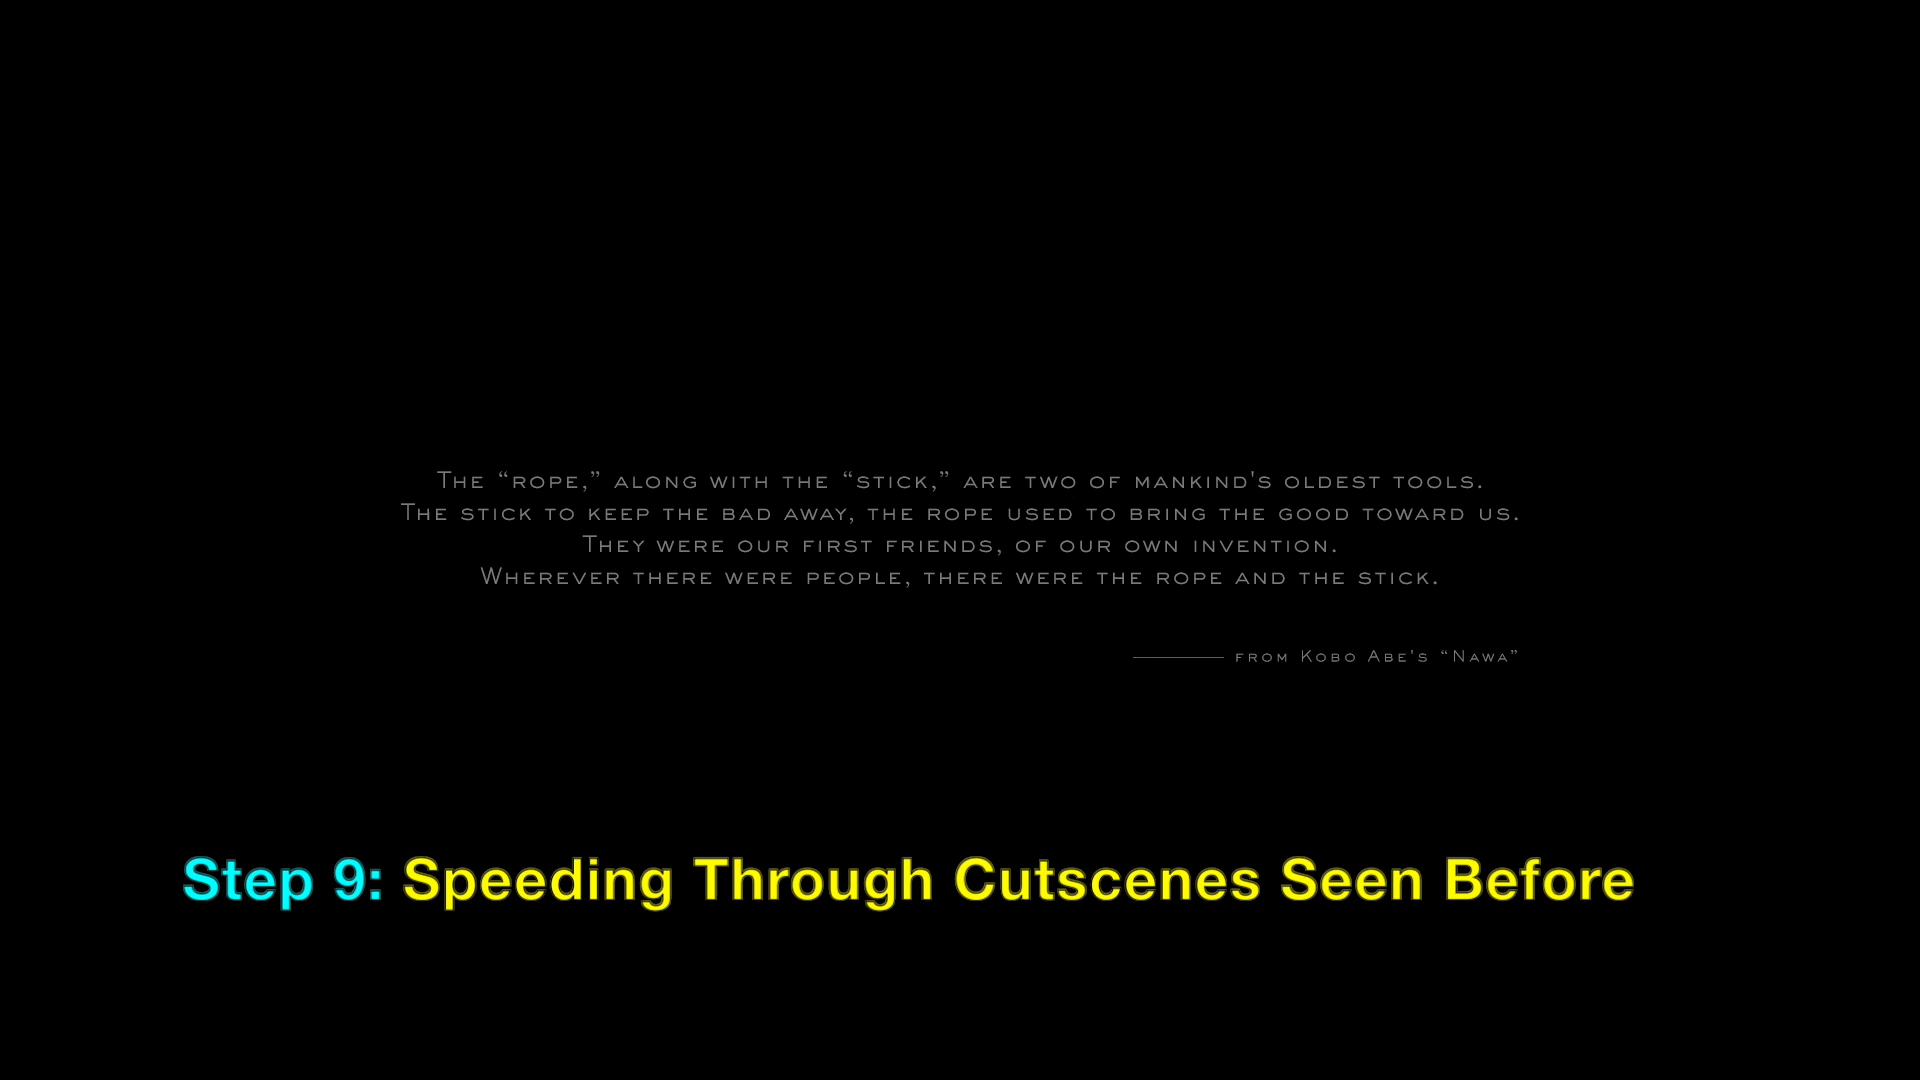 The “rope,” along with the “stick,” are two of mankind's oldest tools.
The stick to keep the bad away, the rope used to bring the good toward us.
They were our first friends, of our own invention.
Wherever there were people, there were the rope and the stick.
from Kobo Abe's “Nawa”
Step 9: Speeding Through Cutscenes Seen Before